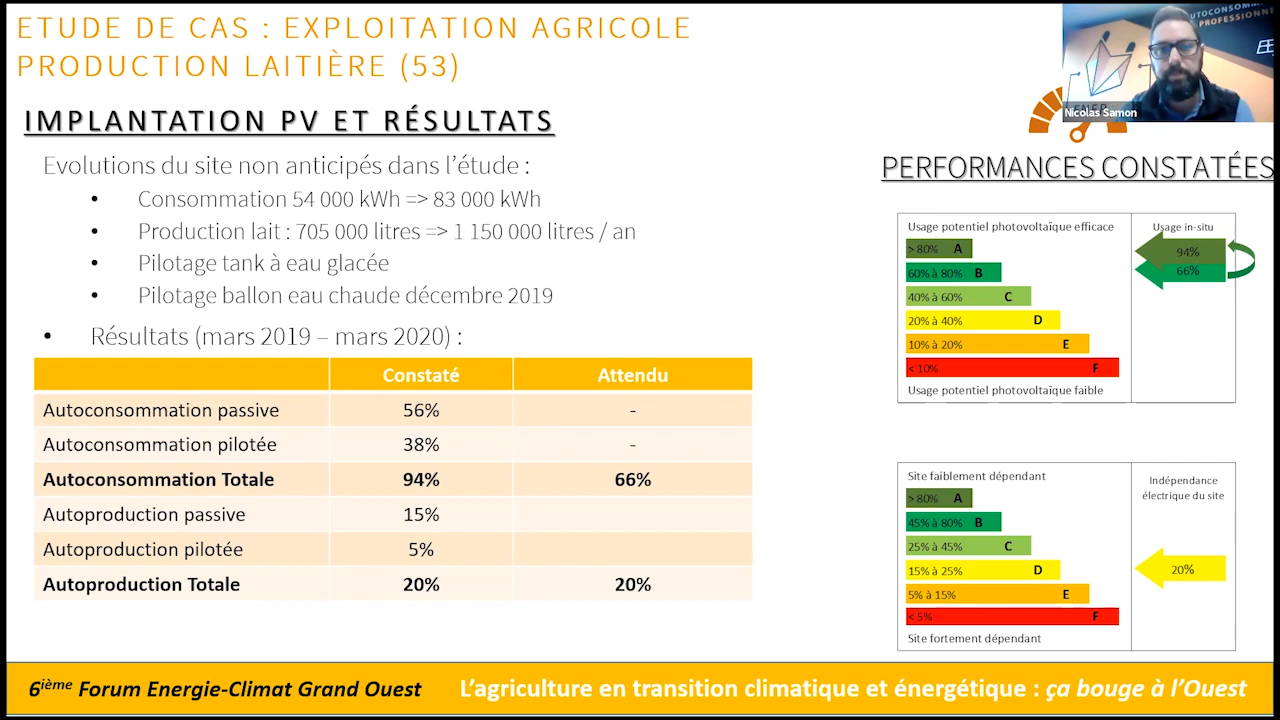 ETUDE DE CAS : EXPLOITATION AGRICOLE
PRODUCTION LAITIÈRE (53)
IMPLANTATION PV ET RÉSULTATS
Evolutions du site non anticipés dans l'étude :
• Consommation 54 000 kWh => 83 000 kWh
• Production lait : 705 000 litres => 1 150 000 litres / an
• Pilotage tank à eau glacée
• Pilotage ballon eau chaude décembre 2019
• Résultats (mars 2019 – mars 2020) :
Constaté Attendu
Autoconsommation passive 56% -
Autoconsommation pilotée 38% -
Autoconsommation Totale 94% 66%
Autoproduction passive 15%
Autoproduction pilotée 5%
Autoproduction Totale 20% 20%
PROFESSIONNE
Nicolas Samon
PERFORMANCES CONSTATÉES
Usage potentiel photovoltaïque efficace
Usage in-situ
> 80% A
94%
60% à 80% B
66%
40% à 60% C
20% à 40% D
10% à 20% E
< 10% F
Usage potentiel photovoltaïque faible
Site faiblement dépendant
Indépendance
électrique du site
> 80% A
45% à 80% B
25% à 45% C
15% à 25% D
20%
5% à 15% E
< 5% F
Site fortement dépendant
6ième Forum Energie-Climat Grand Ouest
L'agriculture en transition climatique et énergétique : ça bouge à l'Ouest